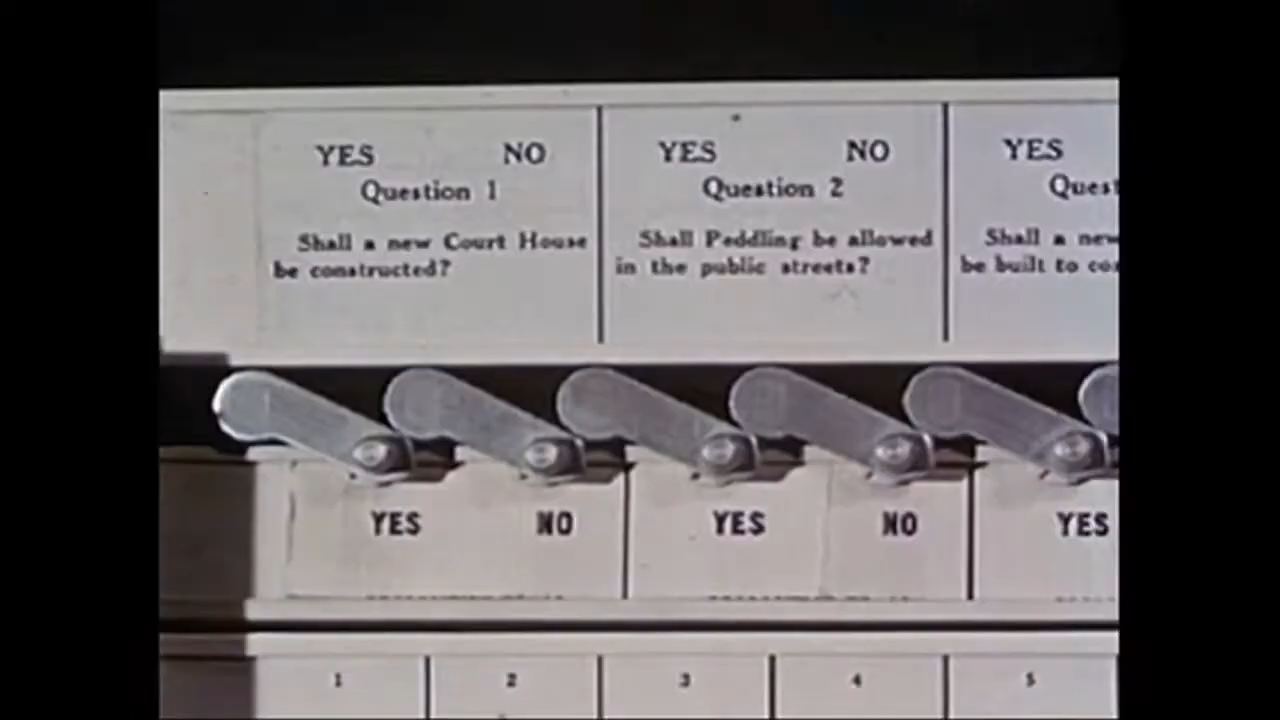 YES NO YES NO YES
Question 1 Question 2
Shall a new Court House Shall Peddling be allowed Shall a new
be constructed? in the public streets? be built to
YES NO YES NO YES
1 2 3 4 5